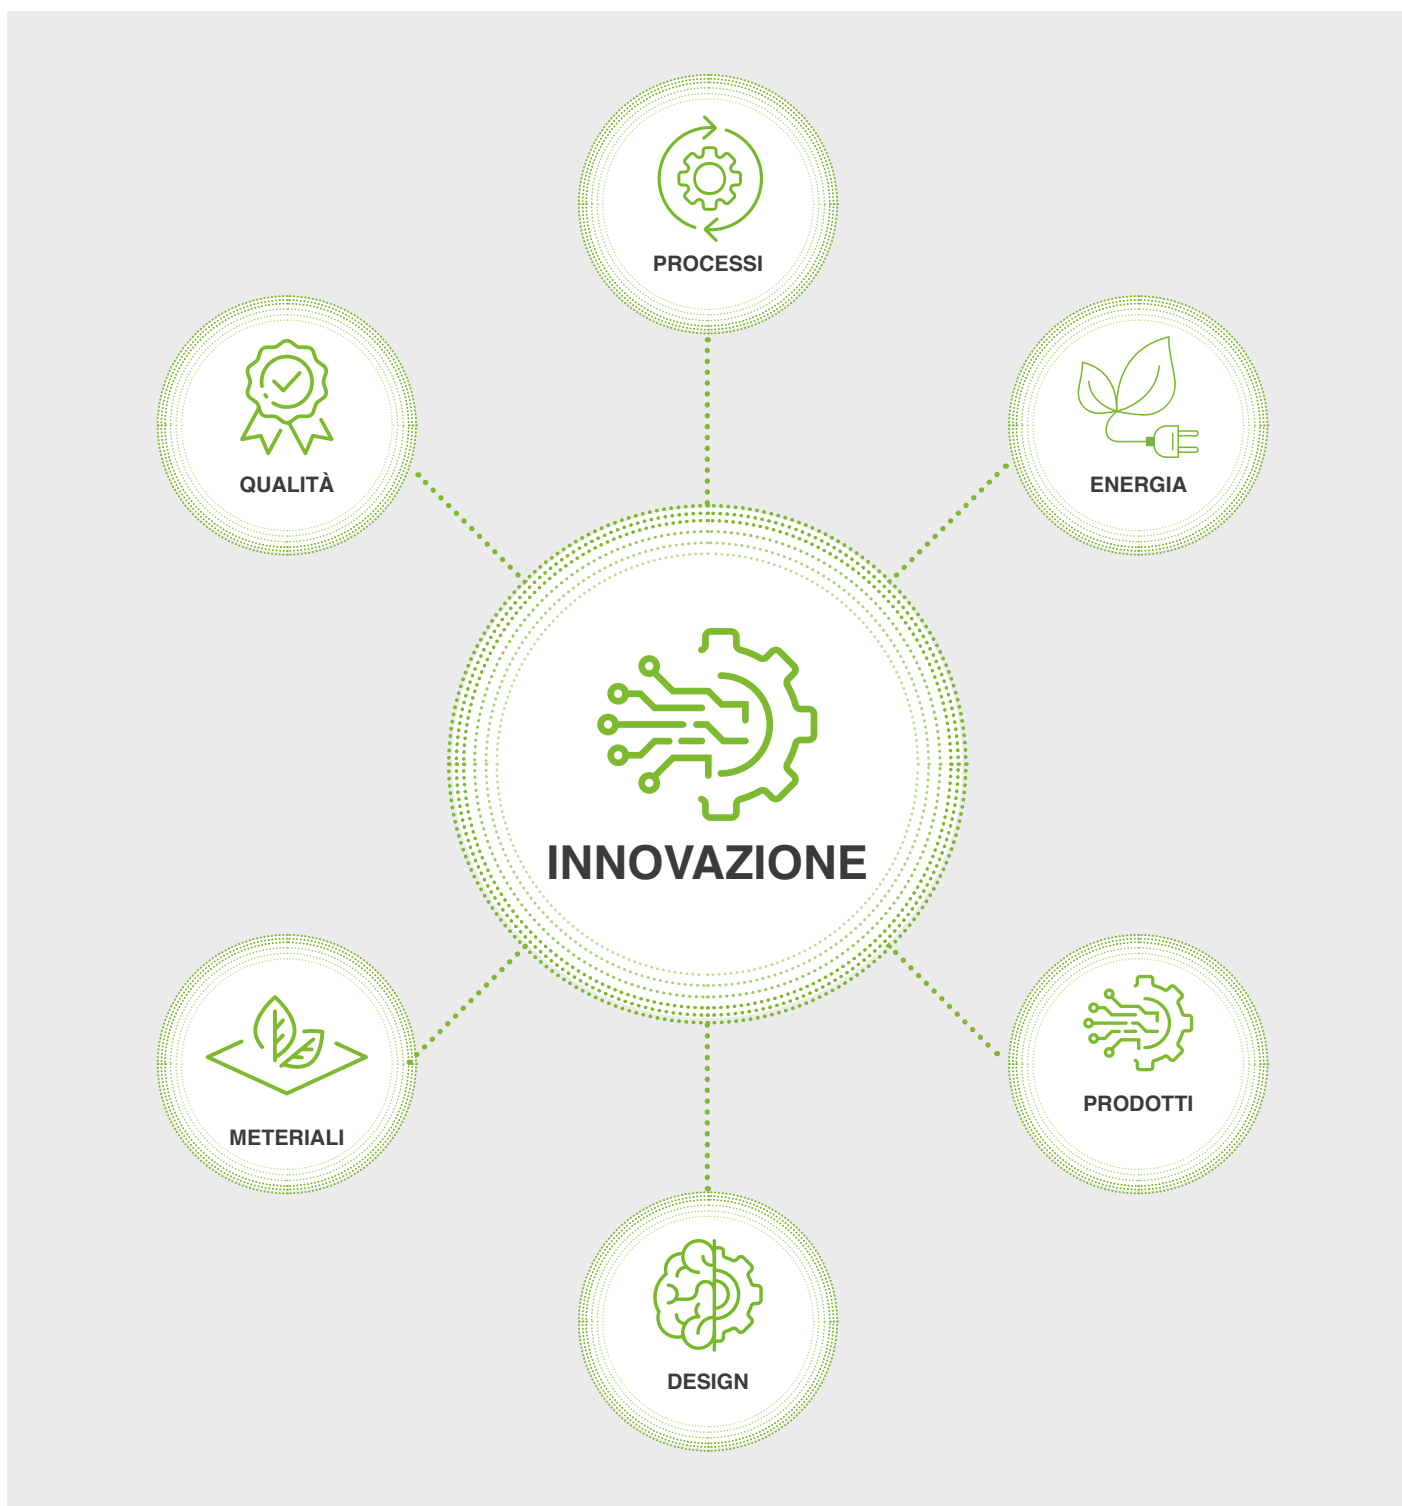 PROCESSI
QUALITÀ
ENERGIA
INNOVAZIONE
METERIALI
PRODOTTI
DESIGN